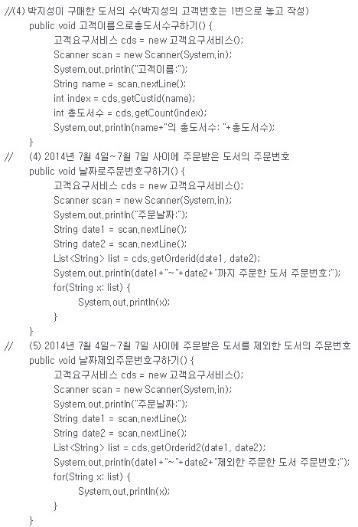 //(4) 박지성이 구매한 도서의 수(박지성의 고객번호는 1번으로 놓고 작성)
public void 고객이름으로총도서수구하기() {
고객요구서비스 cds = new 고객요구서비스();
Scanner scan = new Scanner(System.in);
System.out.println("고객이름:");
String name = scan.nextLine();
int index = cds.getCustid(name);
int 총도서수 = cds.getCount(index);
System.out.println(name+"의 총도서수: "+총도서수);
}
// (4) 2014년 7월 4일~7월 7일 사이에 주문받은 도서의 주문번호
public void 날짜로주문번호구하기() {
고객요구서비스 cds = new 고객요구서비스();
Scanner scan = new Scanner(System.in);
System.out.println("주문날짜:");
String date1 = scan.nextLine();
String date2 = scan.nextLine();
List<String> list = cds.getOrderid(date1, date2);
System.out.println(date1+"~"+date2+"까지 주문한 도서 주문번호:");
for(String x: list) {
System.out.println(x);
}
}
// (5) 2014년 7월 4일~7월 7일 사이에 주문받은 도서를 제외한 도서의 주문번호
public void 날짜제외주문번호구하기() {
고객요구서비스 cds = new 고객요구서비스();
Scanner scan = new Scanner(System.in);
System.out.println("주문날짜:");
String date1 = scan.nextLine();
String date2 = scan.nextLine();
List<String> list = cds.getOrderid2(date1, date2);
System.out.println(date1+"~"+date2+"제외한 주문한 도서 주문번호:");
for(String x: list) {
System.out.println(x);
}
}